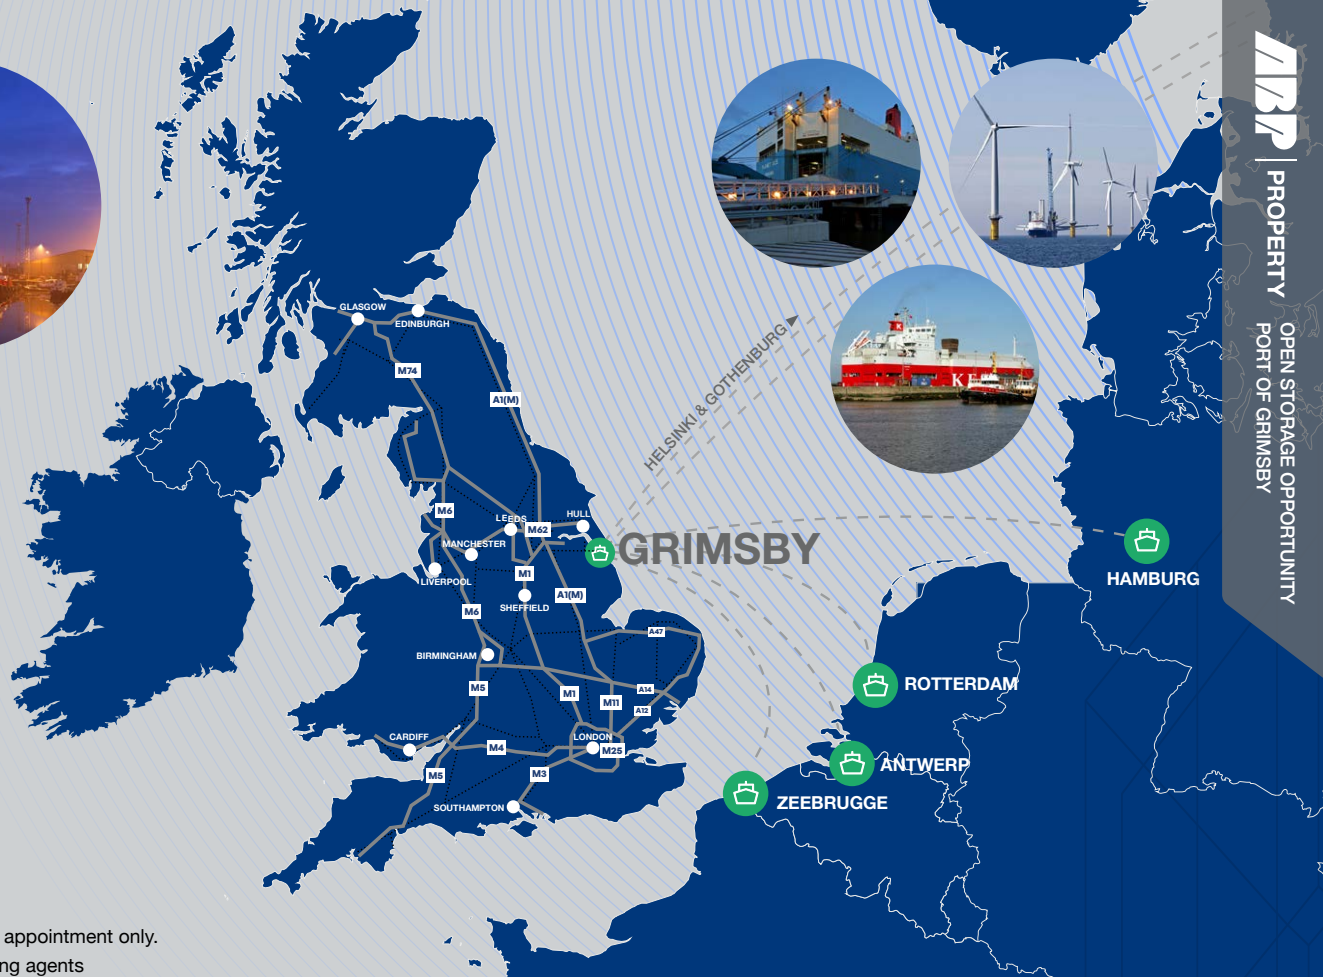 ABP
PROPERTY
OPEN STORAGE OPPORTUNITY
PORT OF GRIMSBY
GLASGOW
EDINBURGH
M74
A1(M)
HELSINKI & GOTHENBURG
M6
LEEDS
M62
HULL
MANCHESTER
GRIMSBY
LIVERPOOL
M1
A1(M)
SHEFFIELD
M6
HAMBURG
A47
BIRMINGHAM
M5
M1
M11
A14
A12
ROTTERDAM
CARDIFF
M4
LONDON
M25
M5
M3
ANTWERP
SOUTHAMPTON
ZEEBRUGGE
appointment only.
ng agents